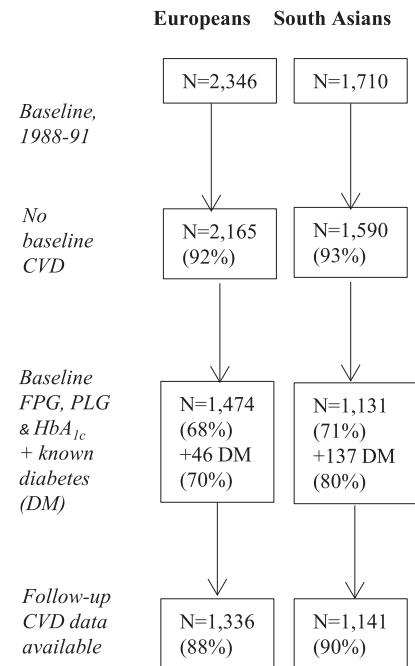 Europeans South Asians
N=2,346
N=1,710
Baseline,
1988-91
No
baseline
CVD
N=2,165
(92%)
N=1,590
(93%)
Baseline
FPG, PLG
& HbA1c
+ known
diabetes
(DM)
N=1,474
(68%)
+46 DM
(70%)
N=1,131
(71%)
+137 DM
(80%)
Follow-up
CVD data
available
N=1,336
(88%)
N=1,141
(90%)